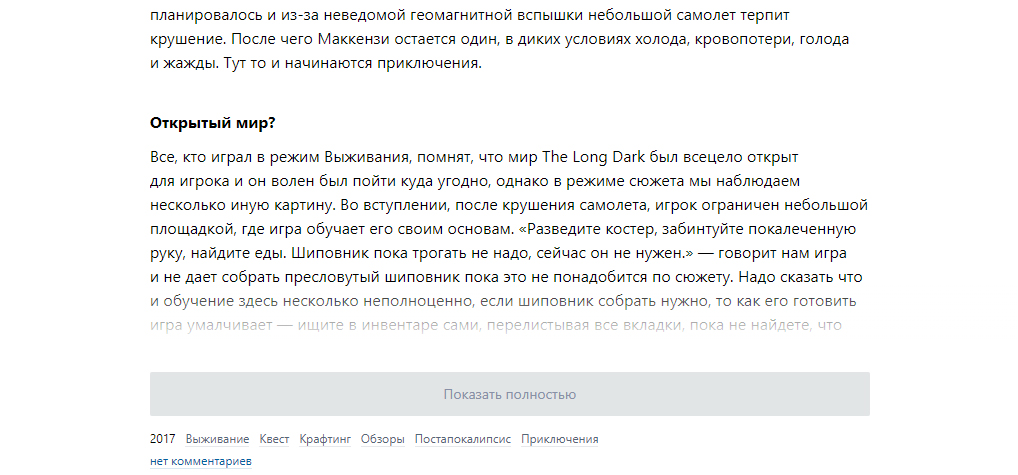 планировалось и из-за неведомой геомагнитной вспышки небольшой самолет терпит
крушение. После чего Маккензи остается один, в диких условиях холода, кровопотери, голода
и жажды. Тут то и начинаются приключения.
Открытый мир?
Все, кто играл в режим Выживания, помнят, что мир The Long Dark был всецело открыт
для игрока и он волен был пойти куда угодно, однако в режиме сюжета мы наблюдаем
несколько иную картину. Во вступлении, после крушения самолета, игрок ограничен небольшой
площадкой, где игра обучает его своим основам. «Разведите костер, забинтуйте покалеченную
руку, найдите еды. Шиповник пока трогать не надо, сейчас он не нужен.» — говорит нам игра
и не дает собрать пресловутый шиповник пока это не понадобится по сюжету. Надо сказать что
и обучение здесь несколько неполноценно, если шиповник собрать нужно, то как его готовить
игра умалчивает — ищите в инвентаре сами, перелистывая все вкладки, пока не найдете, что
Показать полностью
2017 Выживание Квест Крафтинг Обзоры Постапокалипсис Приключения
нет комментариев